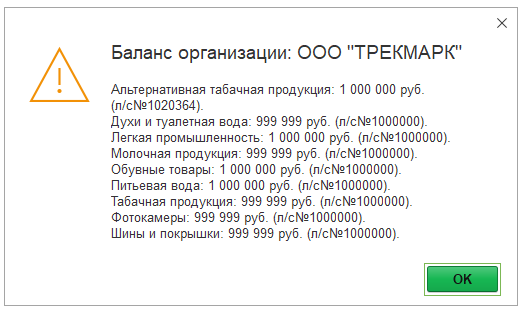 Баланс организации: ООО "ТРЕКМАРК"
Альтернативная табачная продукция: 1 000 000 руб.
(л/с№1020364).
Духи и туалетная вода: 999 999 руб. (л/с№1000000).
Легкая промышленность: 1 000 000 руб. (л/с№1000000).
Молочная продукция: 999 999 руб. (л/с№1000000).
Обувные товары: 1 000 000 руб. (л/с№1000000).
Питьевая вода: 1 000 000 руб. (л/с№1000000).
Табачная продукция: 999 999 руб. (л/с№1000000).
Фотокамеры: 999 999 руб. (л/с№1000000).
Шины и покрышки: 999 999 руб. (л/с№1000000).
OK